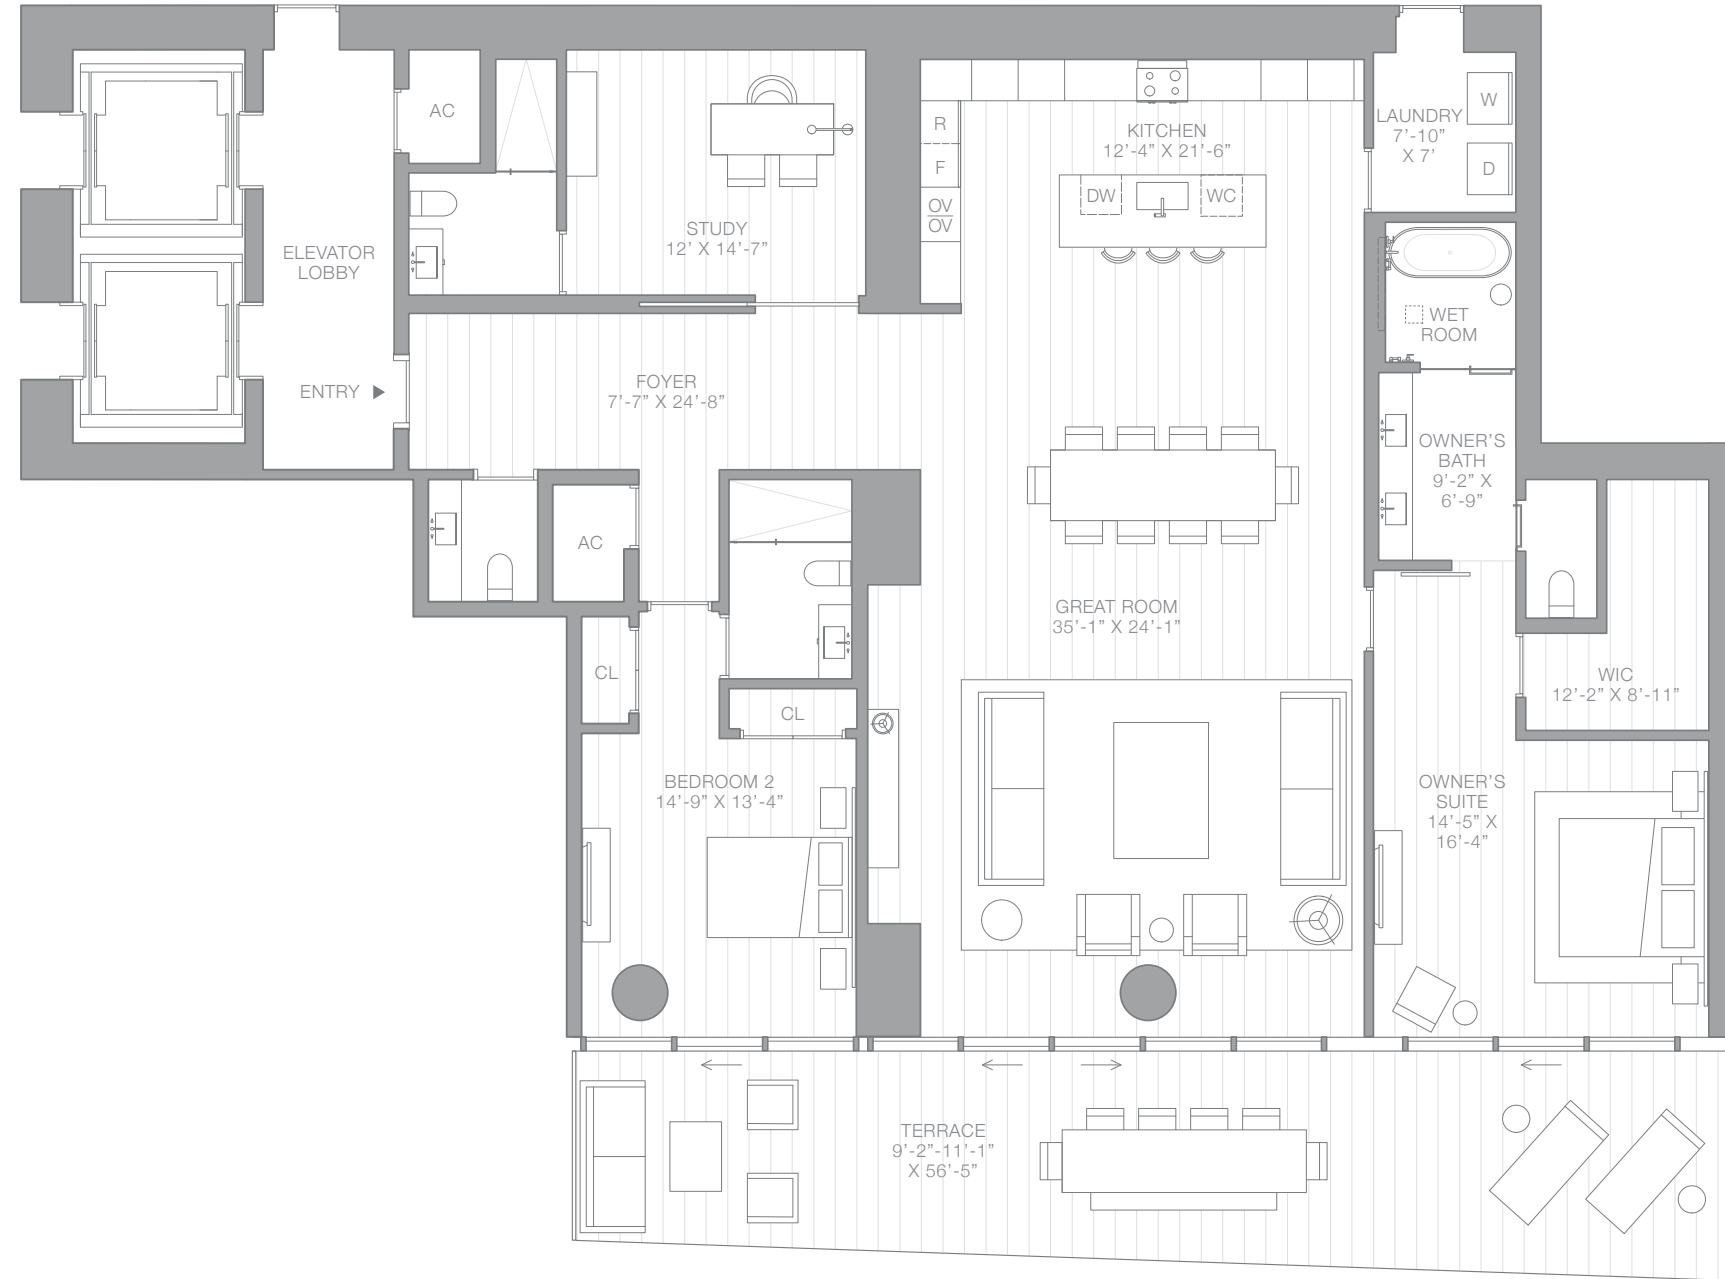 AC
W
LAUNDRY
7’-10”
X 7’
R
KITCHEN
12’-4” X 21’-6”
F
D
DW
WC
OV
OV
STUDY
12’ X 14’-7”
ELEVATOR
LOBBY
WET
ROOM
ENTRY
FOYER
7’-7” X 24’-8”
OWNER’S
BATH
9’-2” X
6’-9”
AC
GREAT ROOM
35’-1” X 24’-1”
CL
WIC
12’-2” X 8’-11”
CL
BEDROOM 2
14’-9” X 13’-4”
OWNER’S
SUITE
14’-5” X
16’-4”
TERRACE
9’-2”-11’-1”
X 56’-5”